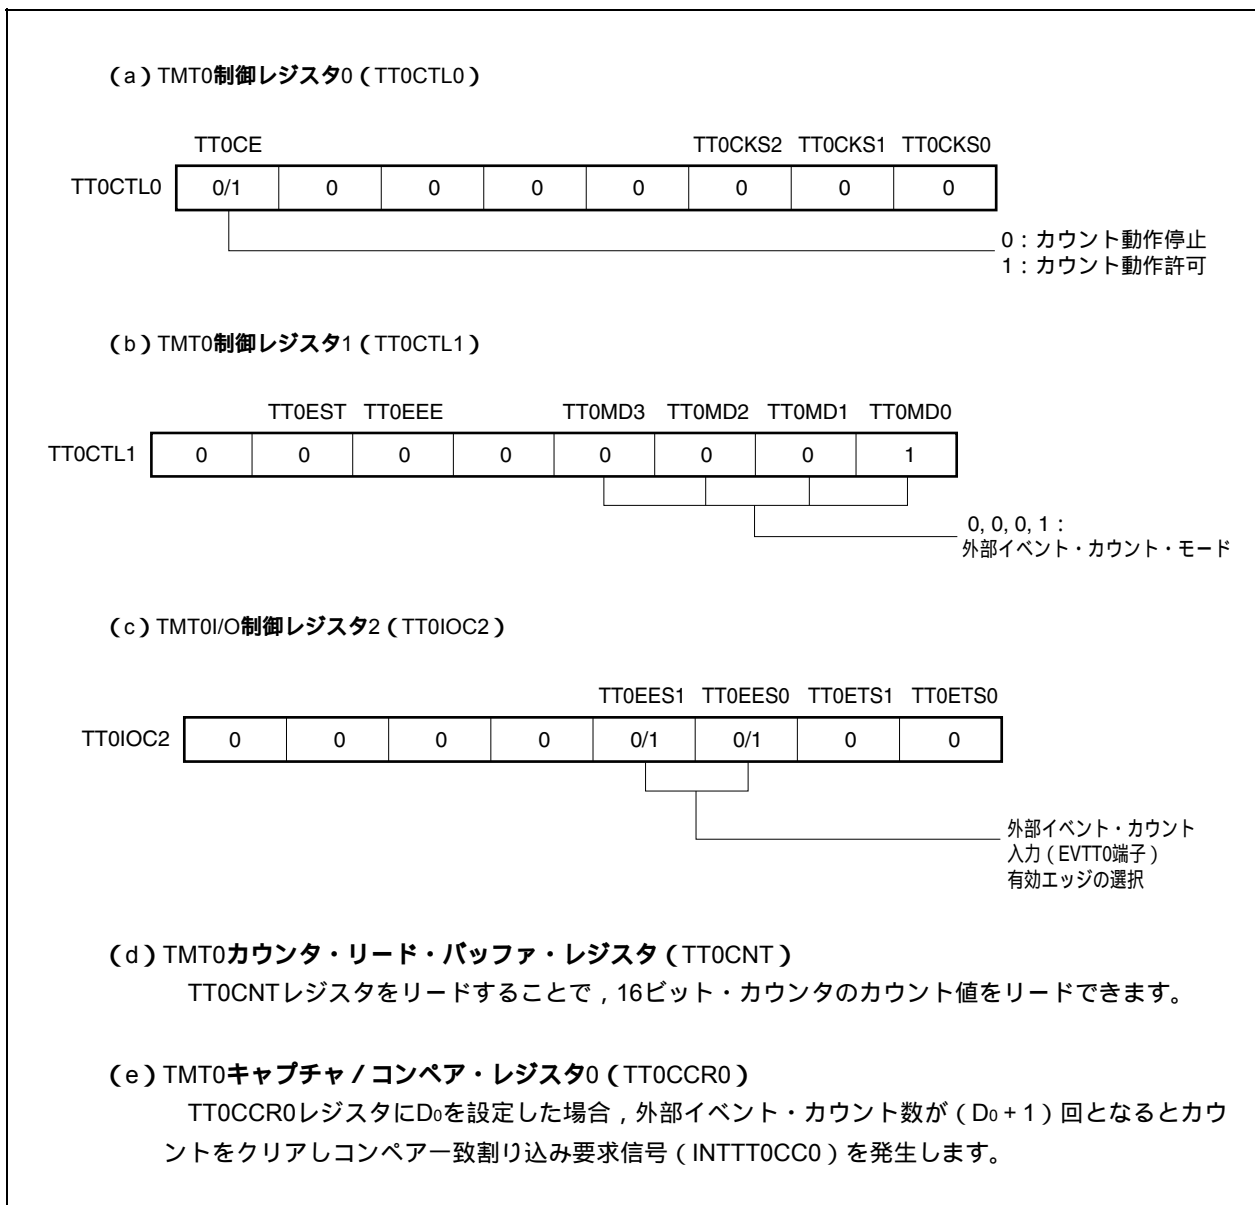 （a）TMT0制御レジスタ0（TT0CTL0）
TT0CE TT0CKS2 TT0CKS1 TT0CKS0
TT0CTL0 0/1 0 0 0 0 0 0 0
0：カウント動作停止
1：カウント動作許可
（b）TMT0制御レジスタ1（TT0CTL1）
TT0EST TT0EEE TT0MD3 TT0MD2 TT0MD1 TT0MD0
TT0CTL1 0 0 0 0 0 0 0 1
0, 0, 0, 1：
外部イベント・カウント・モード
（c）TMT0I/O制御レジスタ2（TT0IOC2）
TT0EES1 TT0EES0 TT0ETS1 TT0ETS0
TT0IOC2 0 0 0 0 0/1 0/1 0 0
外部イベント・カウント
入力（EVTT0端子）
有効エッジの選択
（d）TMT0カウンタ・リード・バッファ・レジスタ（TT0CNT）
TT0CNTレジスタをリードすることで，16ビット・カウンタのカウント値をリードできます。
（e）TMT0キャプチャ／コンペア・レジスタ0（TT0CCR0）
TT0CCR0レジスタにD0を設定した場合，外部イベント・カウント数が（D0＋1）回となるとカウ
ントをクリアしコンペア一致割り込み要求信号（INTTT0CC0）を発生します。